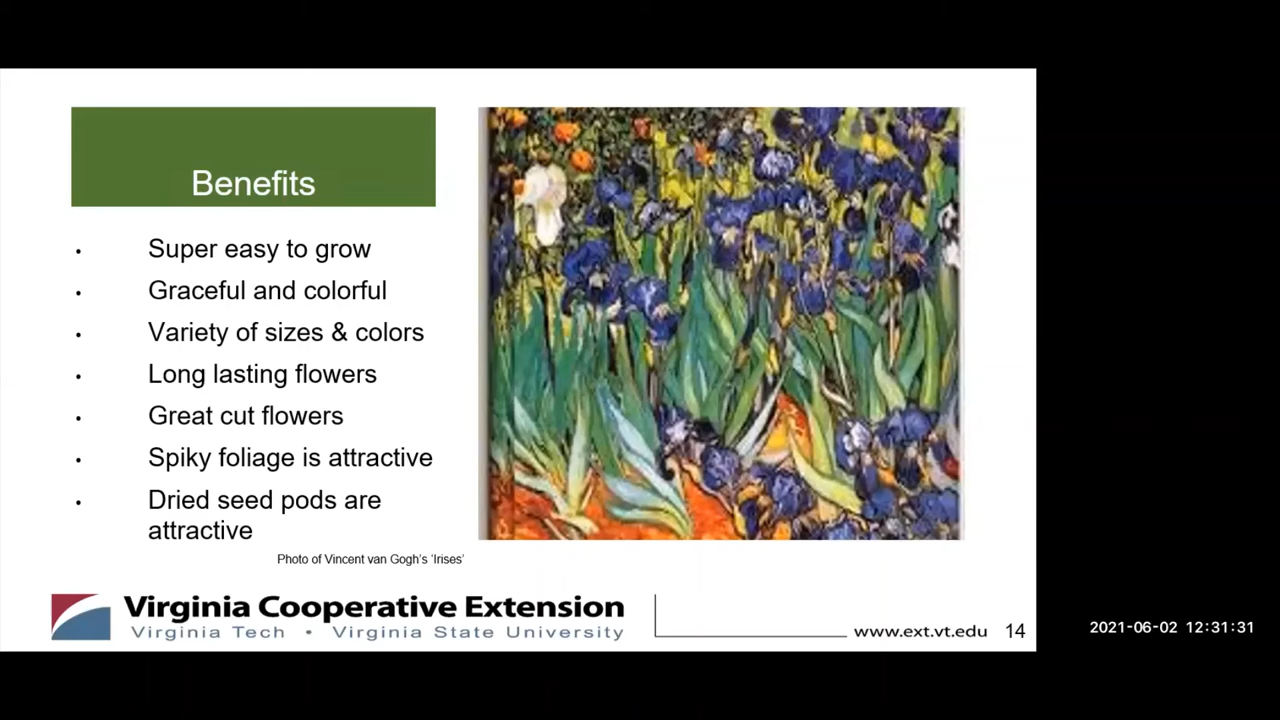 Benefits
• Super easy to grow
• Graceful and colorful
• Variety of sizes & colors
• Long lasting flowers
• Great cut flowers
• Spiky foliage is attractive
• Dried seed pods are
attractive
Photo of Vincent van Gogh's 'Irises'
Virginia Cooperative Extension
Virginia Tech • Virginia State University
www.ext.vt.edu 14
2021-06-02 12:31:31